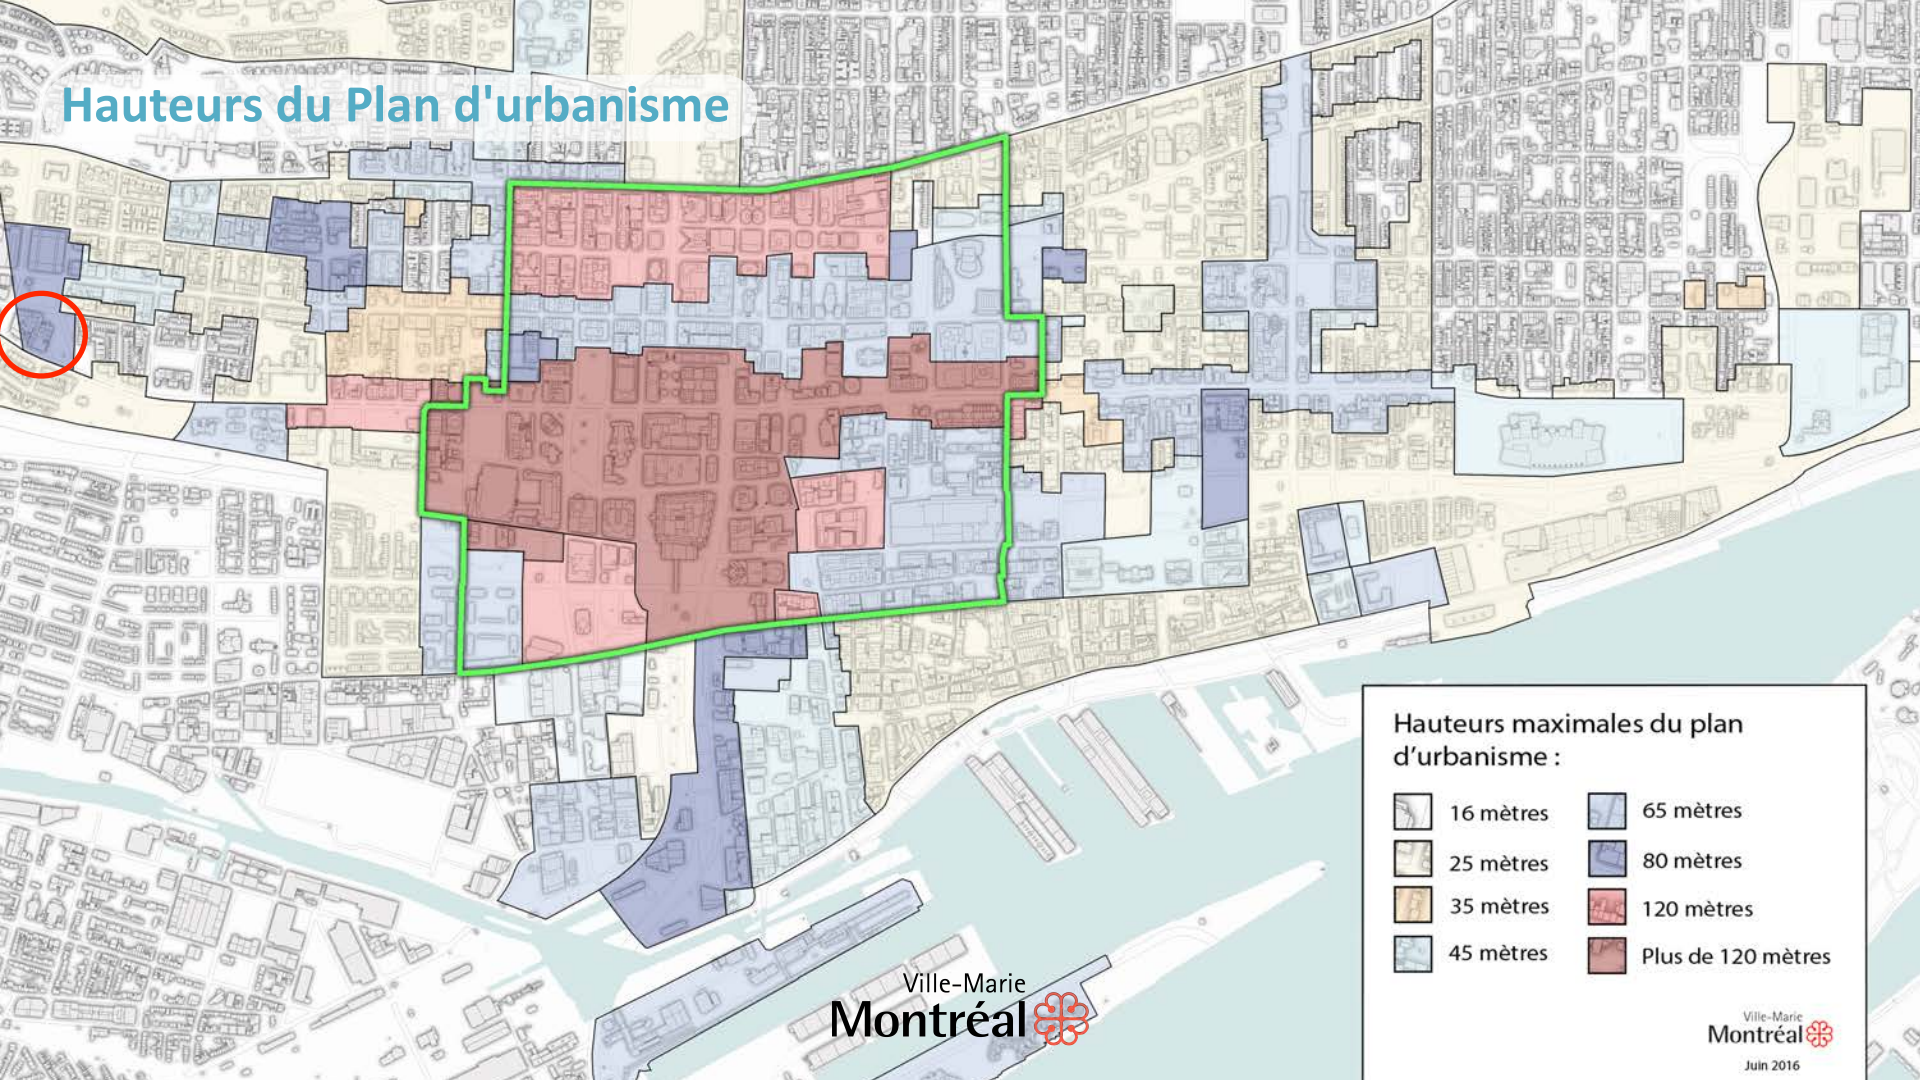 Hauteurs du Plan d'urbanisme
Hauteurs maximales du plan
d'urbanisme :
16 mètres
25 mètres
35 mètres
45 mètres
65 mètres
80 mètres
120 mètres
Plus de 120 mètres
Ville-Marie
Montréal
Juin 2016
Ville-Marie
Montréal